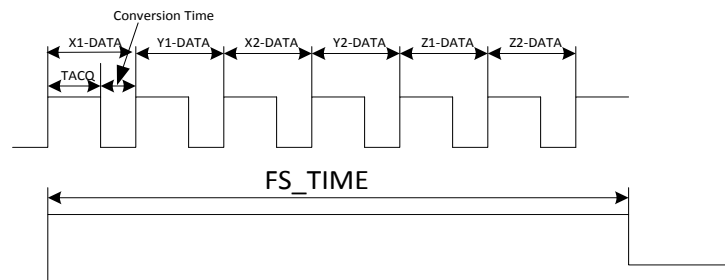 Conversion Time
X1-DATA Y1-DATA X2-DATA Y2-DATA Z1-DATA Z2-DATA
TACQ
FS_TIME